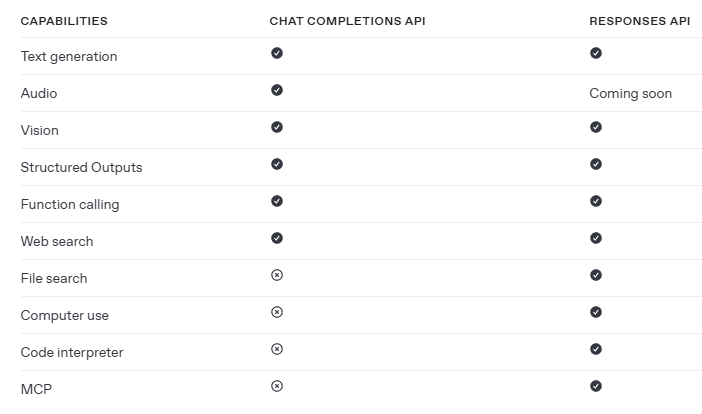 CAPABILITIES CHAT COMPLETIONS API RESPONSES API
Text generation
Audio Coming soon
Vision
Structured Outputs
Function calling
Web search
File search
Computer use
Code interpreter
MCP